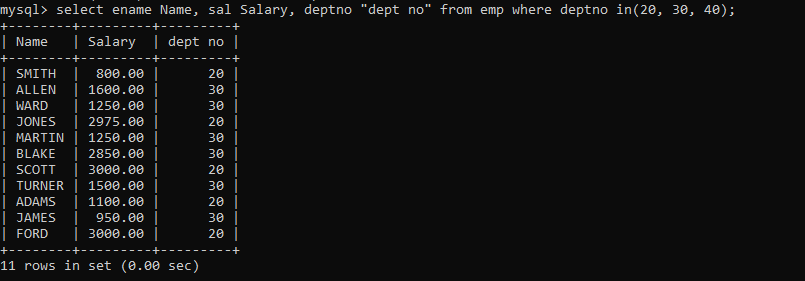 mysql> select ename Name, sal Salary, deptno "dept no" from emp where deptno in(20, 30, 40);
+--------+---------+---------+
| Name   | Salary  | dept no |
+--------+---------+---------+
| SMITH  |  800.00 |      20 |
| ALLEN  | 1600.00 |      30 |
| WARD   | 1250.00 |      30 |
| JONES  | 2975.00 |      20 |
| MARTIN | 1250.00 |      30 |
| BLAKE  | 2850.00 |      30 |
| SCOTT  | 3000.00 |      20 |
| TURNER | 1500.00 |      30 |
| ADAMS  | 1100.00 |      20 |
| JAMES  |  950.00 |      30 |
| FORD   | 3000.00 |      20 |
+--------+---------+---------+
11 rows in set (0.00 sec)